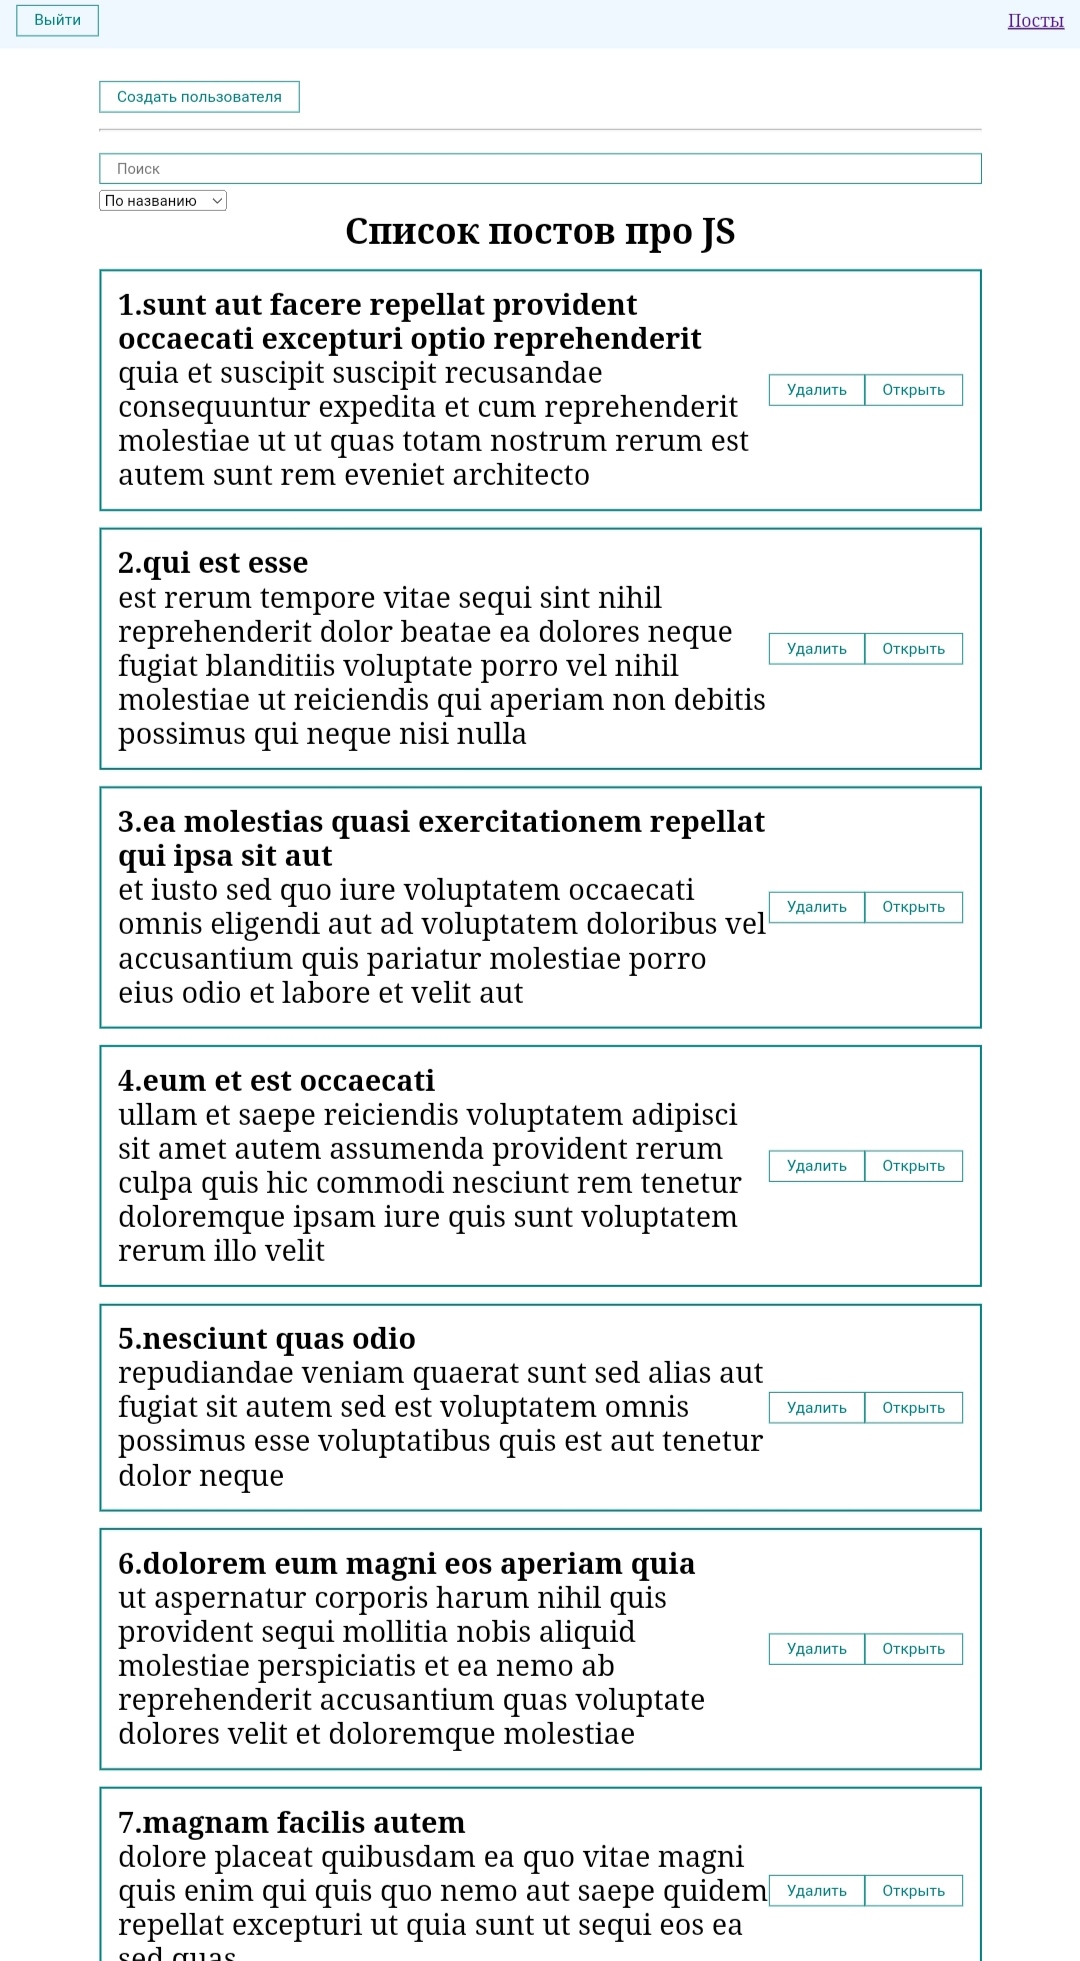 Выйти
Посты
Создать пользователя
Поиск
По названию
Список постов про JS
1.sunt aut facere repellat provident
occaecati excepturi optio reprehenderit
quia et suscipit suscipit recusandae
consequuntur expedita et cum reprehenderit
molestiae ut ut quas totam nostrum rerum est
autem sunt rem eveniet architecto
Удалить
Открыть
2.qui est esse
est rerum tempore vitae sequi sint nihil
reprehenderit dolor beatae ea dolores neque
fugiat blanditiis voluptate porro vel nihil
molestiae ut reiciendis qui aperiam non debitis
possimus qui neque nisi nulla
Удалить
Открыть
3.ea molestias quasi exercitationem repellat
qui ipsa sit aut
et iusto sed quo iure voluptatem occaecati
omnis eligendi aut ad voluptatem doloribus vel
accusantium quis pariatur molestiae porro
eius odio et labore et velit aut
Удалить
Открыть
4.eum et est occaecati
ullam et saepe reiciendis voluptatem adipisci
sit amet autem assumenda provident rerum
culpa quis hic commodi nesciunt rem tenetur
doloremque ipsam iure quis sunt voluptatem
rerum illo velit
Удалить
Открыть
5.nesciunt quas odio
repudiandae veniam quaerat sunt sed alias aut
fugiat sit autem sed est voluptatem omnis
possimus esse voluptatibus quis est aut tenetur
dolor neque
Удалить
Открыть
6.dolorem eum magni eos aperiam quia
ut aspernatur corporis harum nihil quis
provident sequi mollitia nobis aliquid
molestiae perspiciatis et ea nemo ab
reprehenderit accusantium quas voluptate
dolores velit et doloremque molestiae
Удалить
Открыть
7.magnam facilis autem
dolore placeat quibusdam ea quo vitae magni
quis enim qui quis quo nemo aut saepe quidem
repellat excepturi ut quia sunt ut sequi eos ea
sed quas
Удалить
Открыть